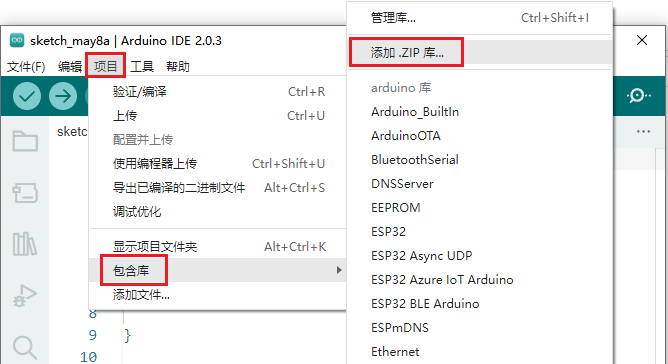 sketch_may8a | Arduino IDE 2.0.3
文件(F) 编辑 项目 工具 帮助
验证/编译 Ctrl+R
上传 Ctrl+U
配置并上传
使用编程器上传 Ctrl+Shift+U
导出已编译的二进制文件 Alt+Ctrl+S
调试优化
显示项目文件夹 Alt+Ctrl+K
包含库
添加文件...
管理库... Ctrl+Shift+I
添加 .ZIP 库...
arduino 库
Arduino_BuiltIn
ArduinoOTA
BluetoothSerial
DNSServer
EEPROM
ESP32
ESP32 Async UDP
ESP32 Azure IoT Arduino
ESP32 BLE Arduino
ESPmDNS
Ethernet
sketc
8
9 }
10